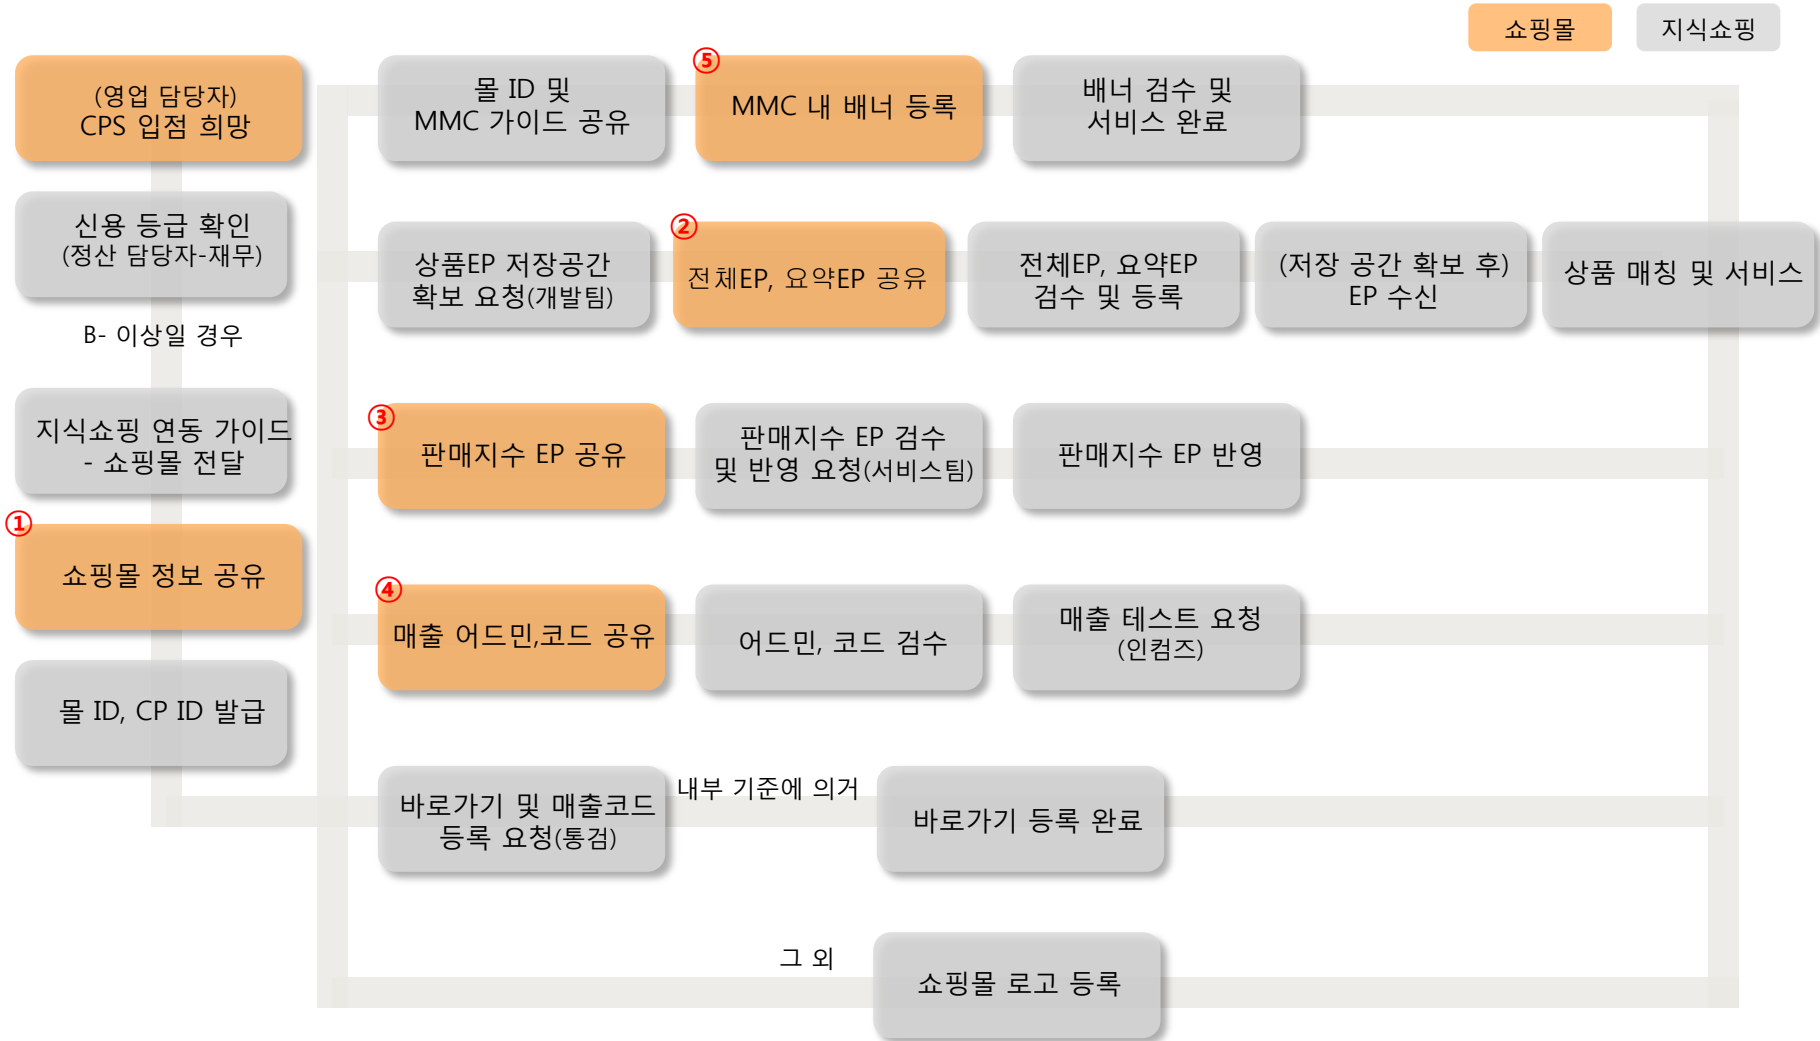 쇼핑몰
지식쇼핑
(영업 담당자)
CPS 입점 희망
신용 등급 확인
(정산 담당자-재무)
B- 이상일 경우
지식쇼핑 연동 가이드
- 쇼핑몰 전달
①
쇼핑몰 정보 공유
몰 ID, CP ID 발급
몰 ID 및
MMC 가이드 공유
⑤
MMC 내 배너 등록
배너 검수 및
서비스 완료
상품EP 저장공간
확보 요청(개발팀)
②
전체EP, 요약EP 공유
전체EP, 요약EP
검수 및 등록
(저장 공간 확보 후)
EP 수신
상품 매칭 및 서비스
③
판매지수 EP 공유
판매지수 EP 검수
및 반영 요청(서비스팀)
판매지수 EP 반영
④
매출 어드민,코드 공유
어드민, 코드 검수
매출 테스트 요청
(인컴즈)
바로가기 및 매출코드
등록 요청(통검)
내부 기준에 의거
바로가기 등록 완료
그 외
쇼핑몰 로고 등록